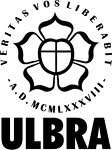 VERITAS VOS LIBERABIT
A.D. MCMLXXXVIII
ULBRA